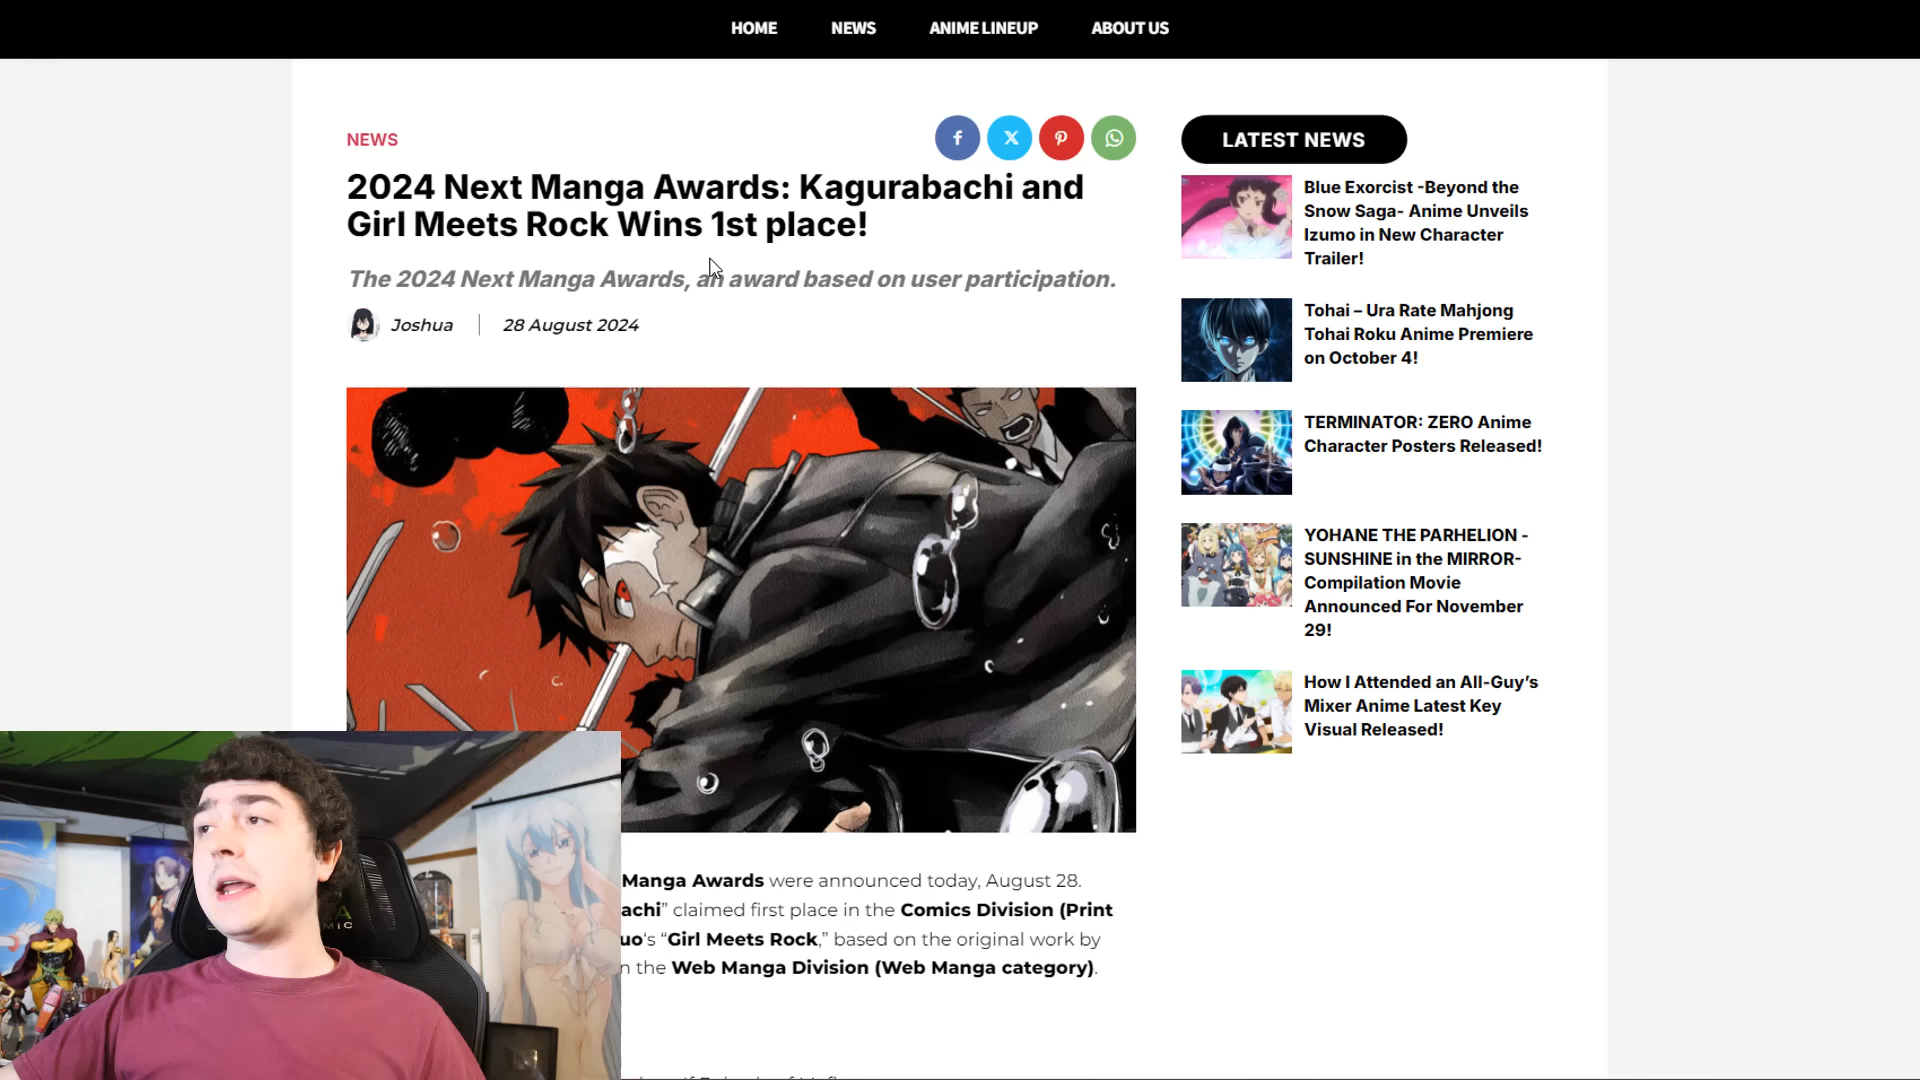 HOME NEWS ANIME LINEUP ABOUT US
NEWS
2024 Next Manga Awards: Kagurabachi and
Girl Meets Rock Wins 1st place!
The 2024 Next Manga Awards, an award based on user participation.
Joshua | 28 August 2024
Manga Awards were announced today, August 28.
achi” claimed first place in the Comics Division (Print
uo‘s “Girl Meets Rock,” based on the original work by
n the Web Manga Division (Web Manga category).
LATEST NEWS
Blue Exorcist -Beyond the
Snow Saga- Anime Unveils
Izumo in New Character
Trailer!
Tohai – Ura Rate Mahjong
Tohai Roku Anime Premiere
on October 4!
TERMINATOR: ZERO Anime
Character Posters Released!
YOHANE THE PARHELION -
SUNSHINE in the MIRROR-
Compilation Movie
Announced For November
29!
How I Attended an All-Guy’s
Mixer Anime Latest Key
Visual Released!